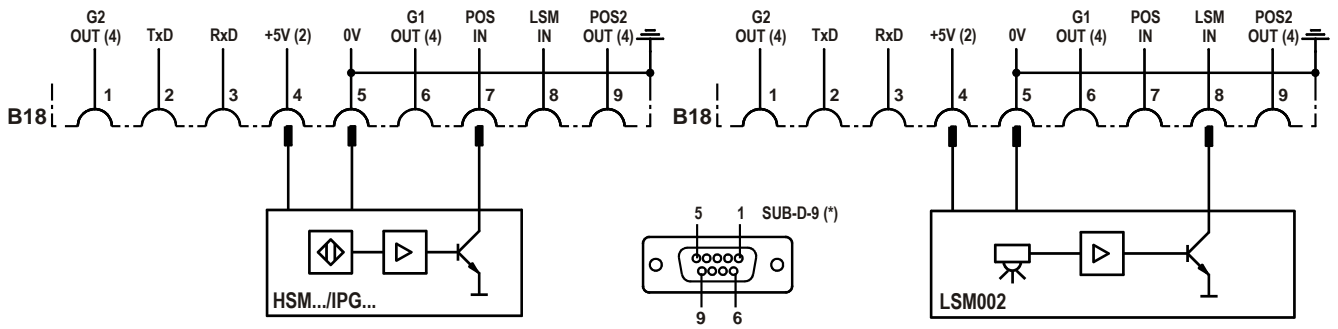 G2 OUT (4) TxD RxD +5V (2) 0V G1 OUT (4) POS IN LSM IN POS2 OUT (4)
1 2 3 4 5 6 7 8 9
B18
HSM.../IPG...
G2 OUT (4) TxD RxD +5V (2) 0V G1 OUT (4) POS IN LSM IN POS2 OUT (4)
1 2 3 4 5 6 7 8 9
B18
5 1 SUB-D-9 (*)
9 6
LSM002